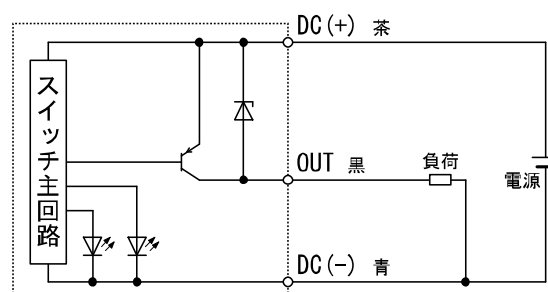 DC(+) 茶
スイッチ主回路
OUT 黒
負荷
電源
DC(-) 青